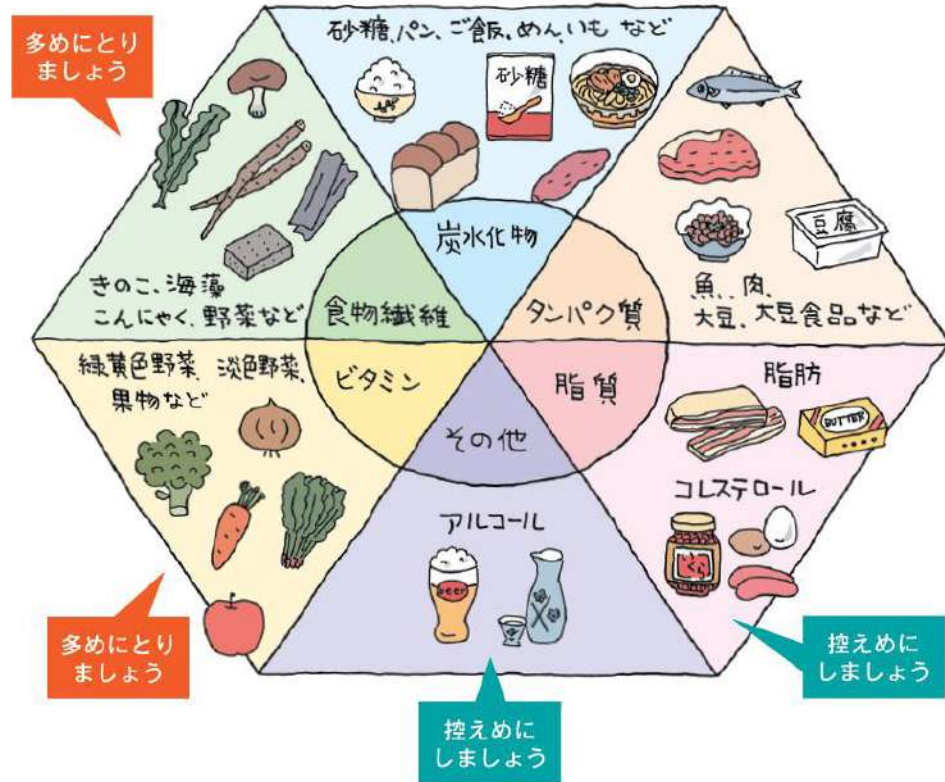 多めにとり
ましょう
砂糖、パン、ご飯、めん、いも など
砂糖
豆腐
炭水化物
きのこ、海藻
こんにゃく、野菜など
食物繊維
タンパク質
魚、肉、
大豆、大豆食品など
緑黄色野菜、淡色野菜、
果物など
ビタミン
脂質
脂肪
BUTTER
その他
コレステロール
いくら
アルコール
BEER
多めにとり
ましょう
控えめに
しましょう
控えめに
しましょう